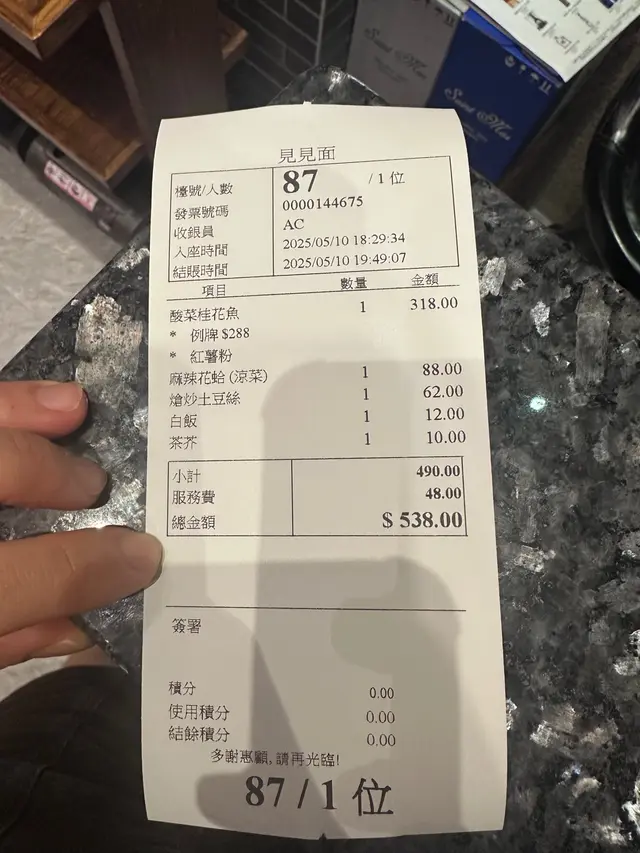 見見面
檯號/人數 87 /1位
發票號碼 0000144675
收銀員 AC
入座時間 2025/05/10 18:29:34
結賬時間 2025/05/10 19:49:07
項目 數量 金額
酸菜桂花魚 1 318.00
* 例牌 $288
* 紅薯粉
麻辣花蛤 (涼菜) 1 88.00
熗炒土豆絲 1 62.00
白飯 1 12.00
茶芥 1 10.00
小計 490.00
服務費 48.00
總金額 $ 538.00
簽署
積分 0.00
使用積分 0.00
結餘積分 0.00
多謝惠顧,請再光臨!
87 / 1 位